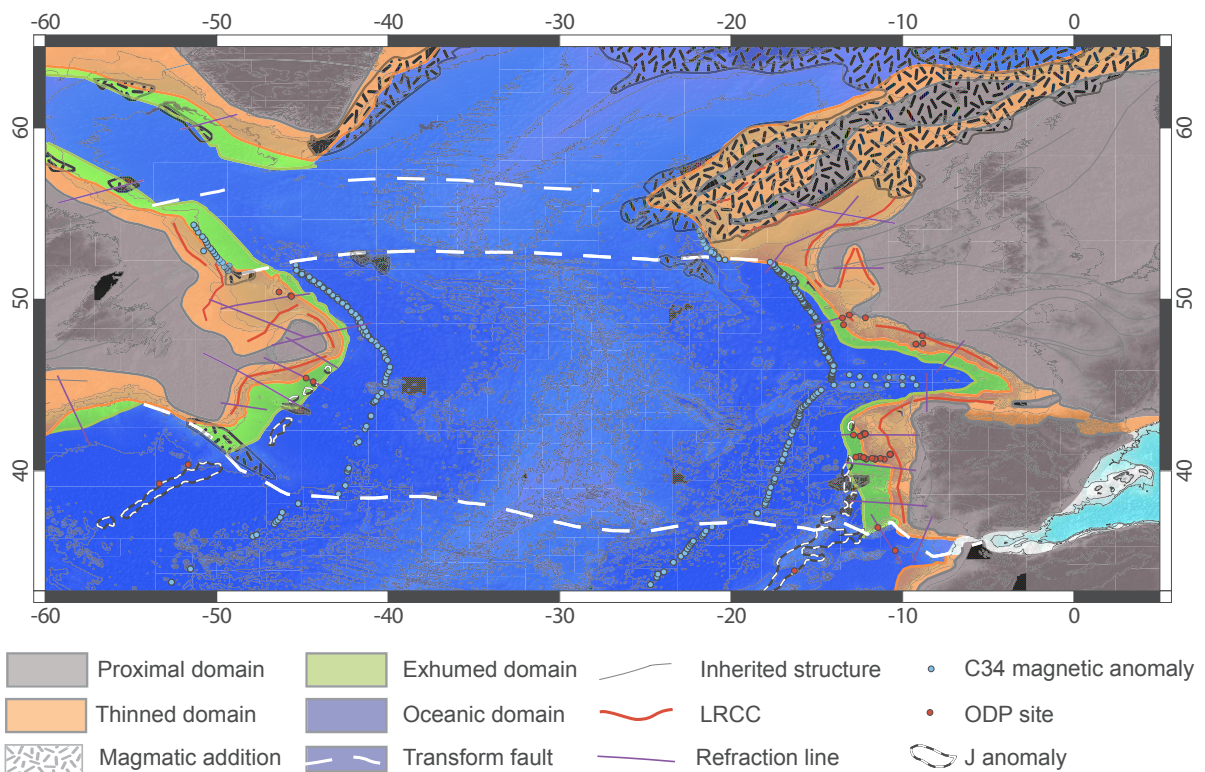 -60 -50 -40 -30 -20 -10 0
60 60
50 50
40 40
-60 -50 -40 -30 -20 -10 0
Proximal domain Exhumed domain Inherited structure C34 magnetic anomaly
Thinned domain Oceanic domain LRCC ODP site
Magmatic addition Transform fault Refraction line J anomaly